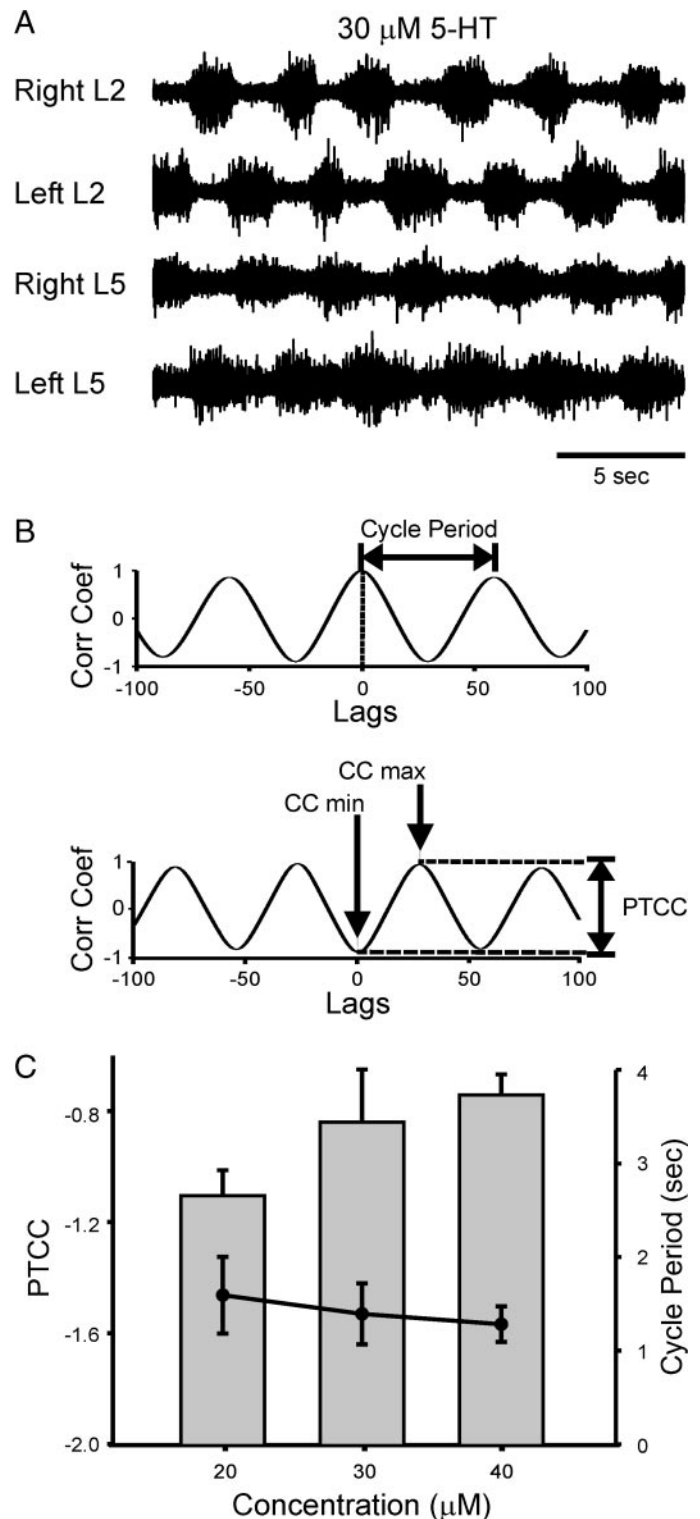 A
30 μM 5-HT
Right L2
Left L2
Right L5
Left L5
5 sec
B
Cycle Period
Corr Coef
1
0
-1
-100
-50
0
50
100
Lags
CC max
CC min
Corr Coef
1
0
-1
PTCC
-100
-50
0
50
100
Lags
C
PTCC
-0.8
-1.2
-1.6
-2.0
4
3
2
1
0
Cycle Period (sec)
20
30
40
Concentration (μM)